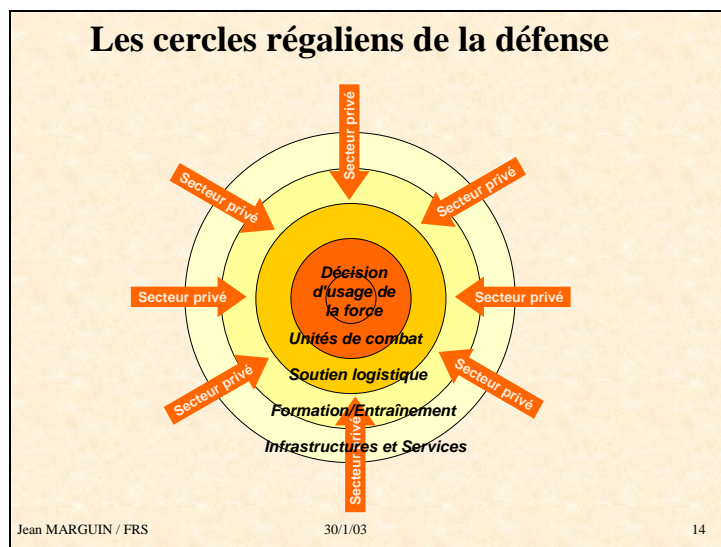 Les cercles régaliens de la défense
Secteur privé
Secteur privé
Secteur privé
Secteur privé
Secteur privé
Secteur privé
Secteur privé
Secteur privé
Décision
d'usage de
la force
Unités de combat
Soutien logistique
Formation/Entraînement
Infrastructures et Services
Jean MARGUIN / FRS
30/1/03
14